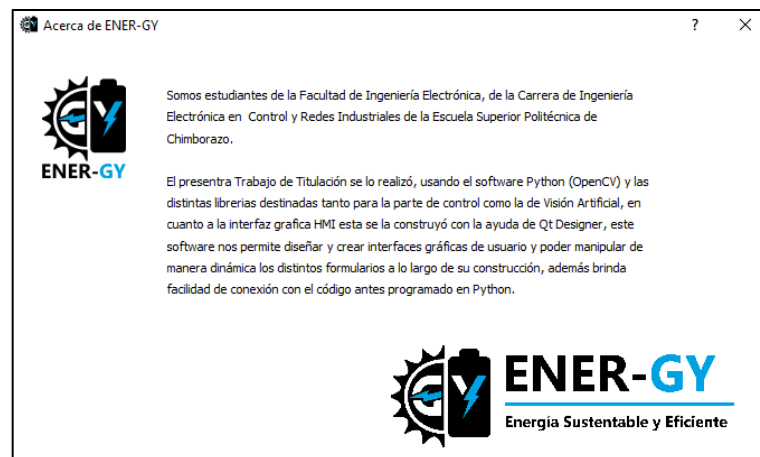 Acerca de ENER-GY
?
ENER-GY
Somos estudiantes de la Facultad de Ingeniería Electrónica, de la Carrera de Ingeniería
Electrónica en Control y Redes Industriales de la Escuela Superior Politécnica de
Chimborazo.
El presentra Trabajo de Titulación se lo realizó, usando el software Python (OpenCV) y las
distintas librerias destinadas tanto para la parte de control como la de Visión Artificial, en
cuanto a la interfaz grafica HMI esta se la construyó con la ayuda de Qt Designer, este
software nos permite diseñar y crear interfaces gráficas de usuario y poder manipular de
manera dinámica los distintos formularios a lo largo de su construcción, además brinda
facilidad de conexión con el código antes programado en Python.
ENER-GY
Energía Sustentable y Eficiente